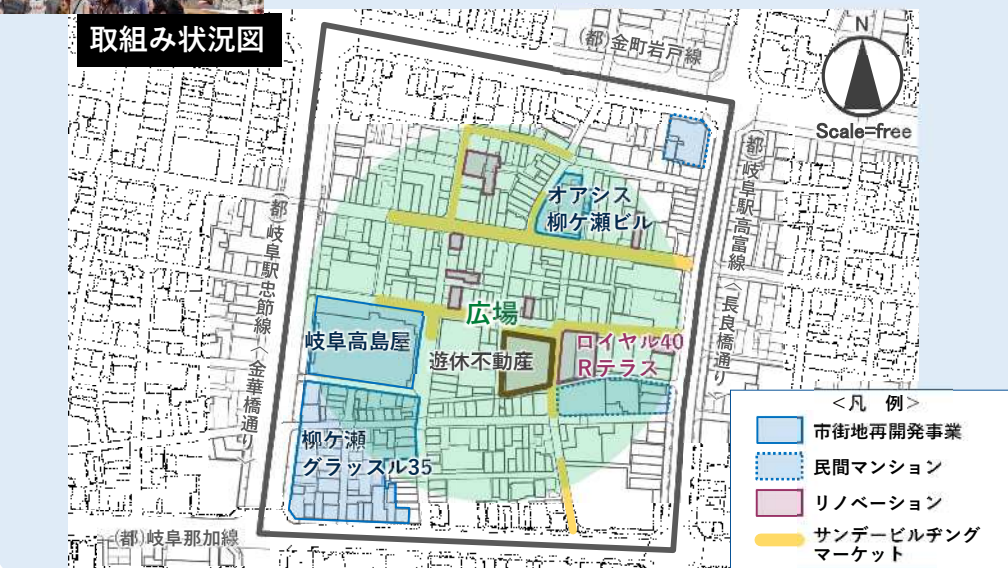 取組み状況図
(都)金町岩戸線
N
Scale=free
(都)岐阜駅高富線〈長良橋通り〉
(都)岐阜駅忠節線〈金華橋通り〉
オアシス
柳ケ瀬ビル
広場
岐阜高島屋
遊休不動産
ロイヤル40
Rテラス
柳ケ瀬
グラッスル35
(都)岐阜那加線
<凡 例>
市街地再開発事業
民間マンション
リノベーション
サンデービルヂング
マーケット